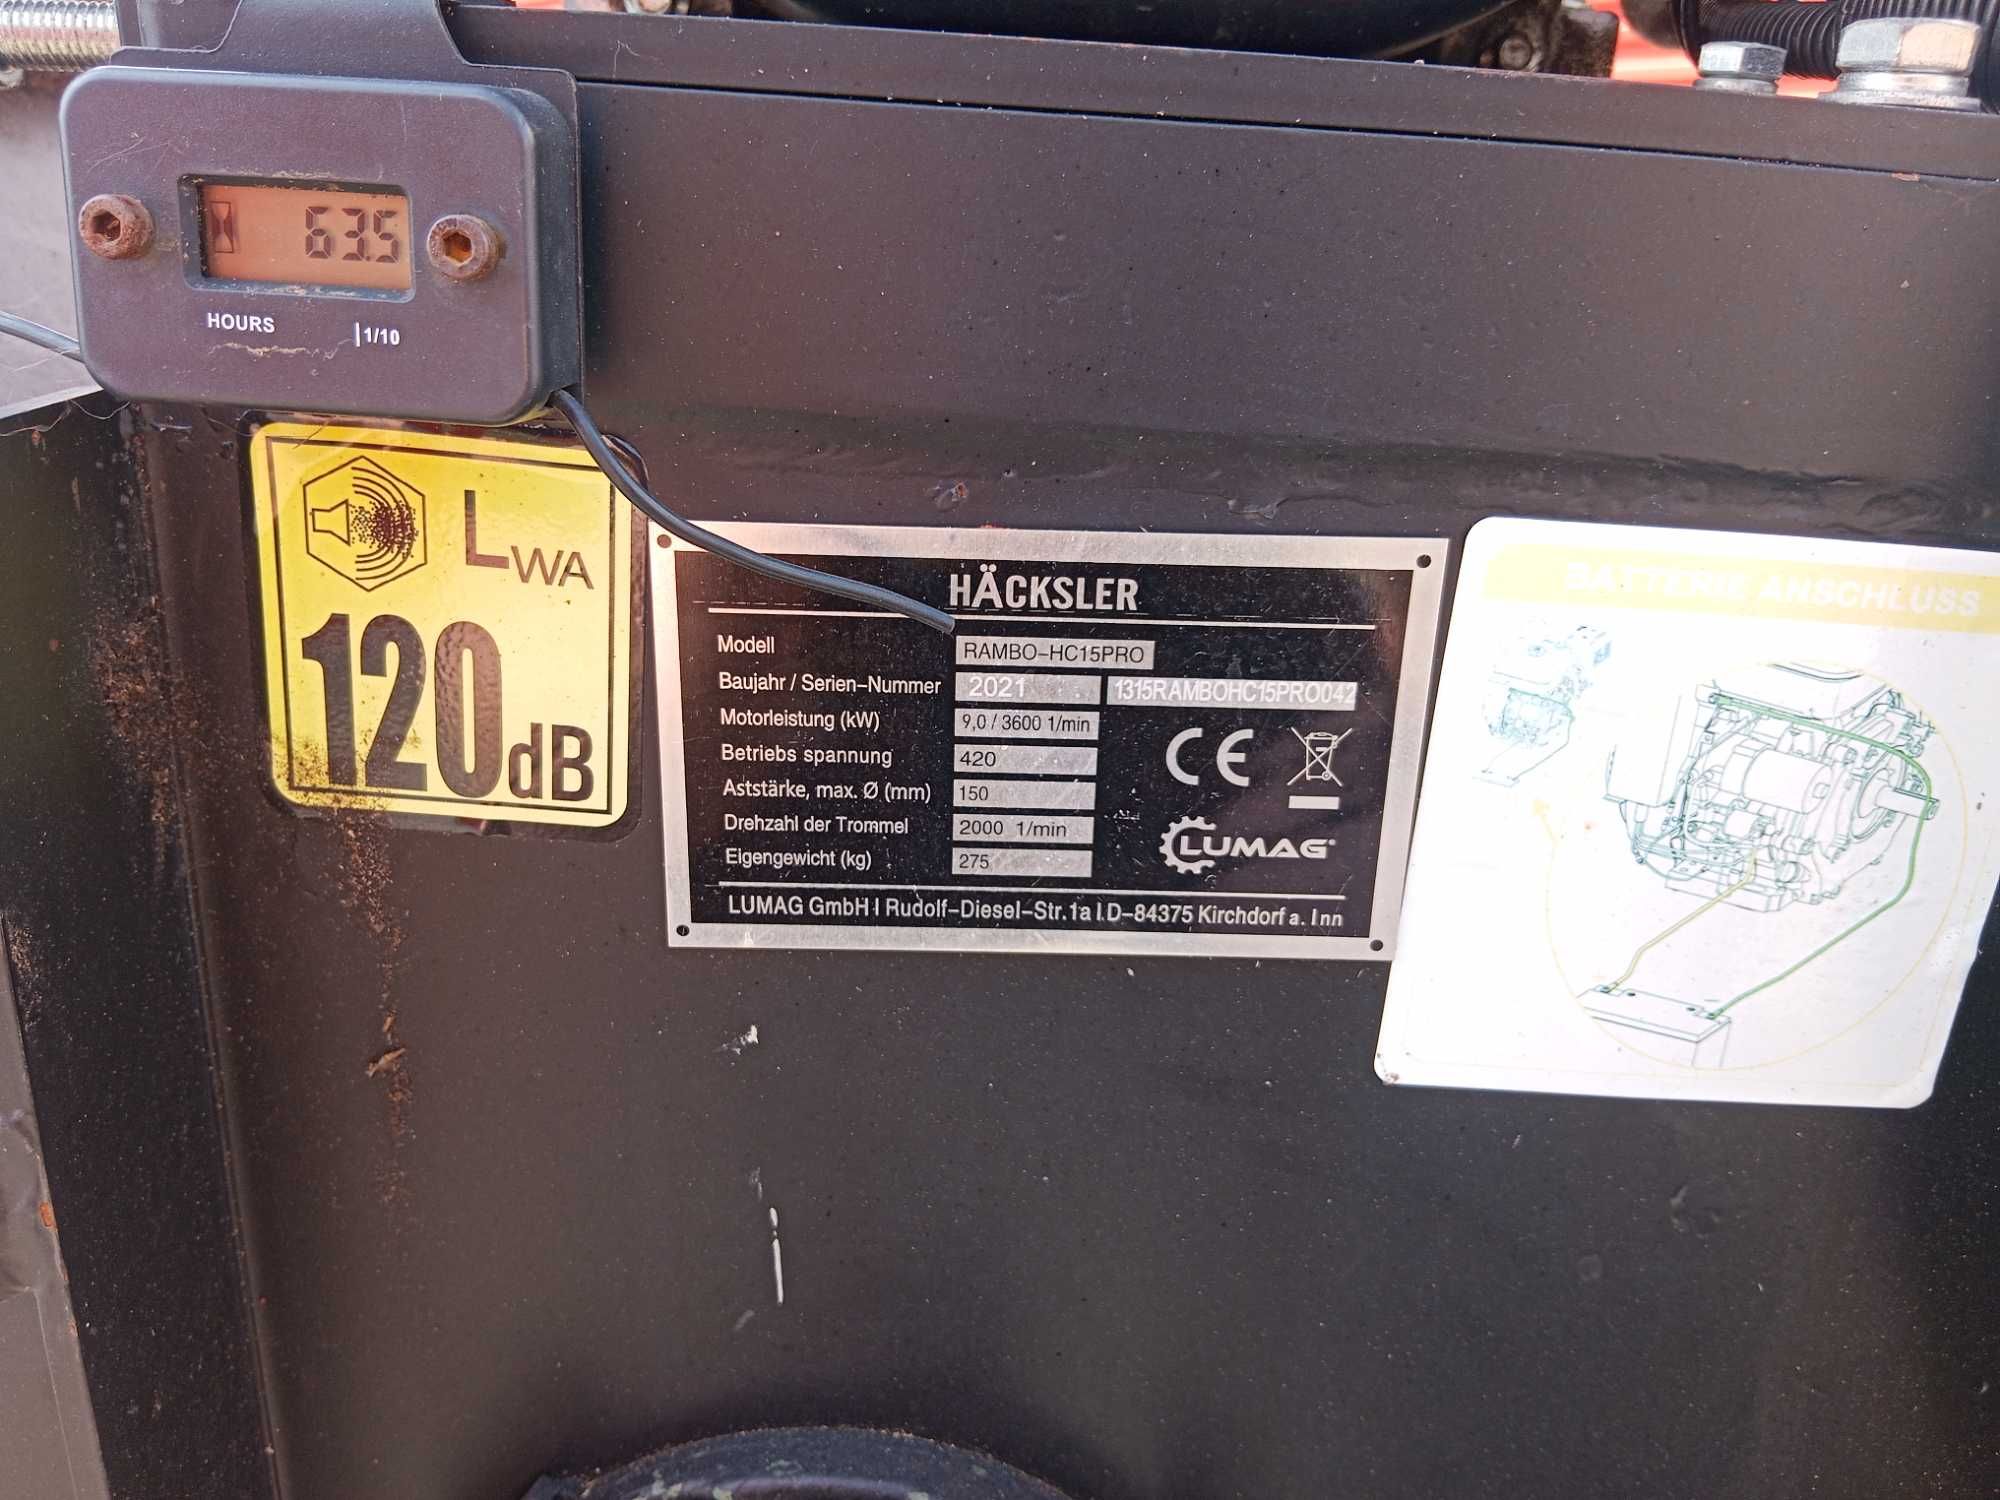 63.5
HOURS
1/10
LWA
120dB
HÄCKSLER
Modell RAMBO-HC15PRO
Baujahr / Serien-Nummer 2021 1315RAMBOHC15PRO042
Motorleistung (kW) 9,0 / 3600 1/min
Betriebs spannung 420
Aststärke, max. Ø (mm) 150
Drehzahl der Trommel 2000 1/min
Eigengewicht (kg) 275
CE
LUMAG®
LUMAG GmbH I Rudolf-Diesel-Str. 1a I D-84375 Kirchdorf a. Inn
BATTERIE ANSCHLUSS